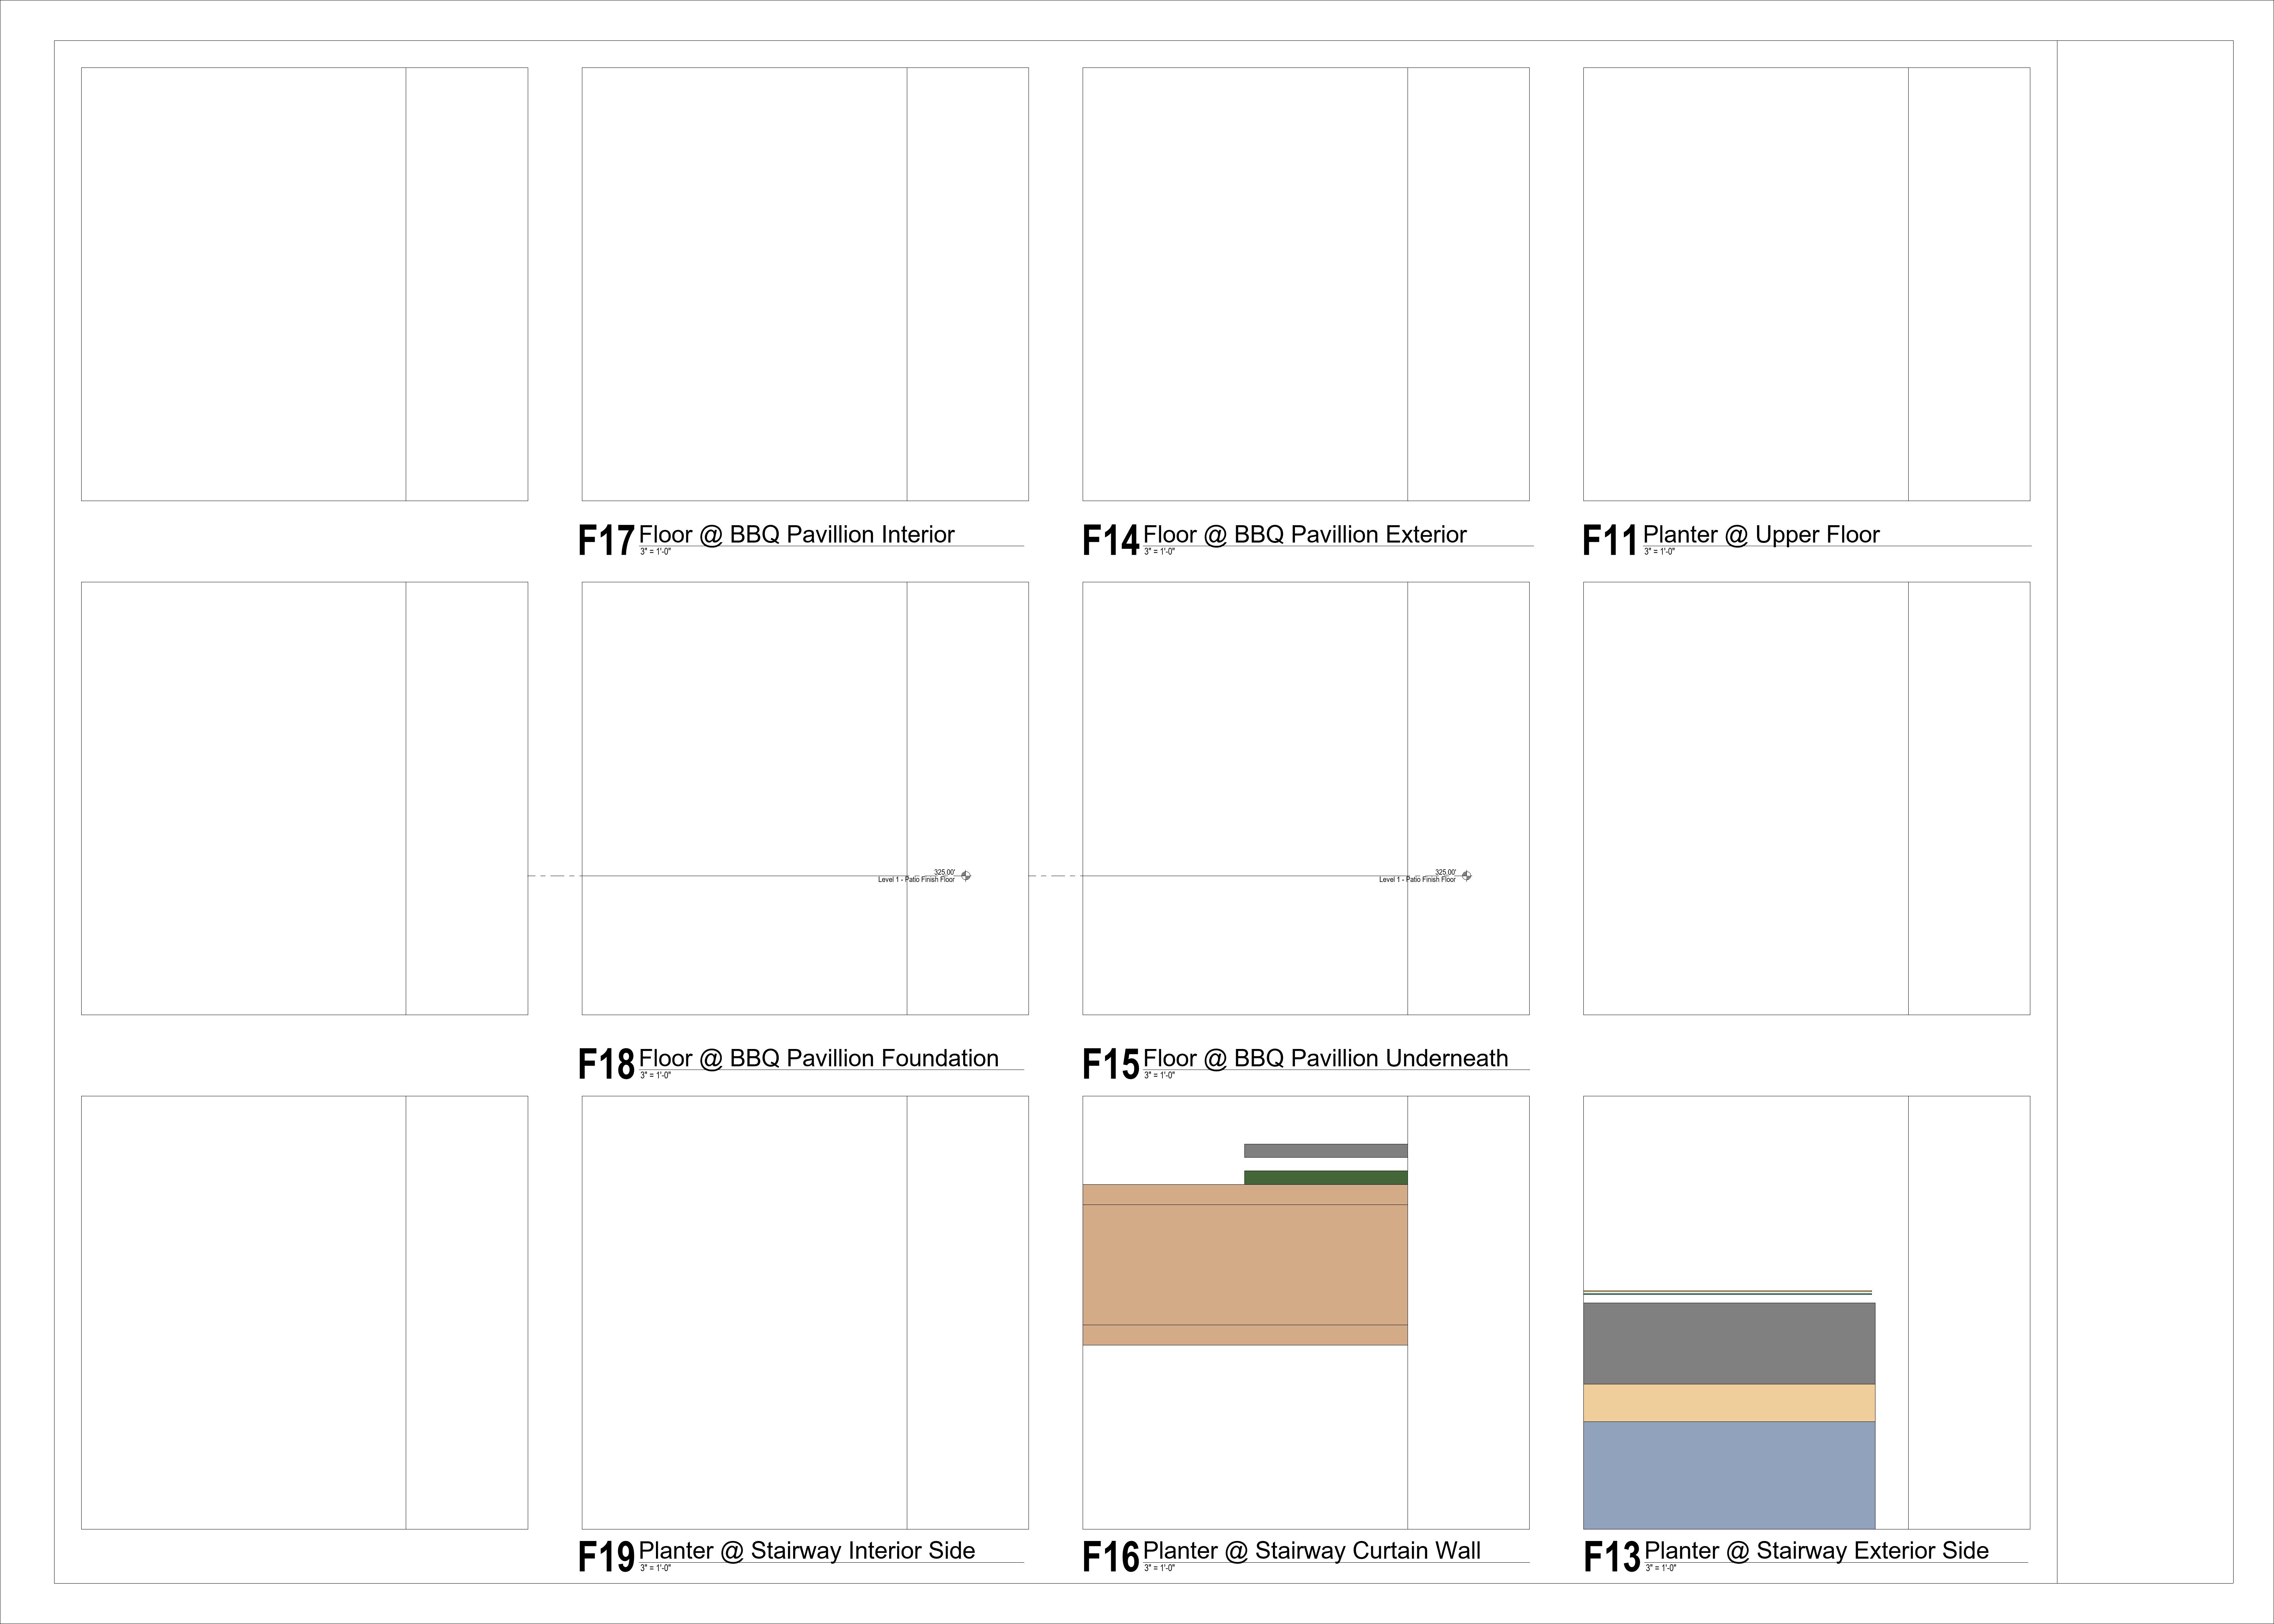 F17 Floor @ BBQ Pavillion Interior
3" = 1'-0"
F14 Floor @ BBQ Pavillion Exterior
3" = 1'-0"
F11 Planter @ Upper Floor
3" = 1'-0"
325.00'
Level 1 - Patio Finish Floor
325.00'
Level 1 - Patio Finish Floor
F18 Floor @ BBQ Pavillion Foundation
3" = 1'-0"
F15 Floor @ BBQ Pavillion Underneath
3" = 1'-0"
F19 Planter @ Stairway Interior Side
3" = 1'-0"
F16 Planter @ Stairway Curtain Wall
3" = 1'-0"
F13 Planter @ Stairway Exterior Side
3" = 1'-0"